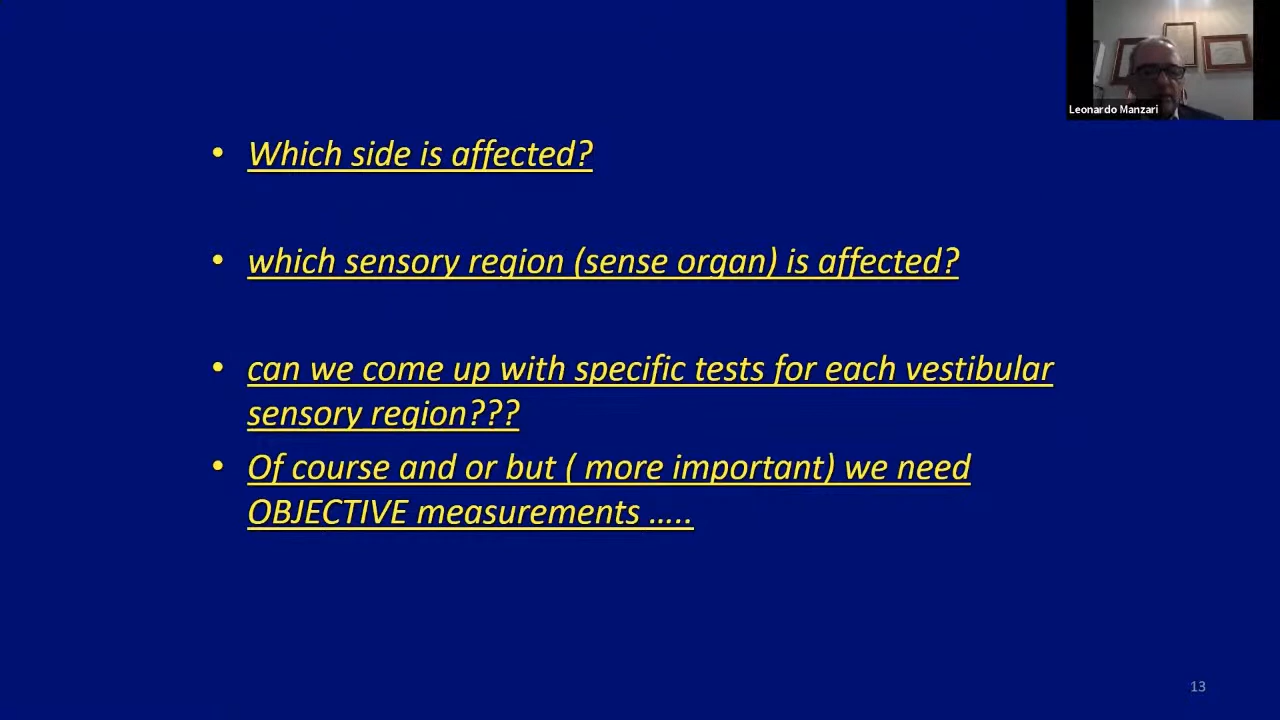 Leonardo Manzari
• Which side is affected?
• which sensory region (sense organ) is affected?
• can we come up with specific tests for each vestibular
sensory region???
• Of course and or but ( more important) we need
OBJECTIVE measurements …..
13